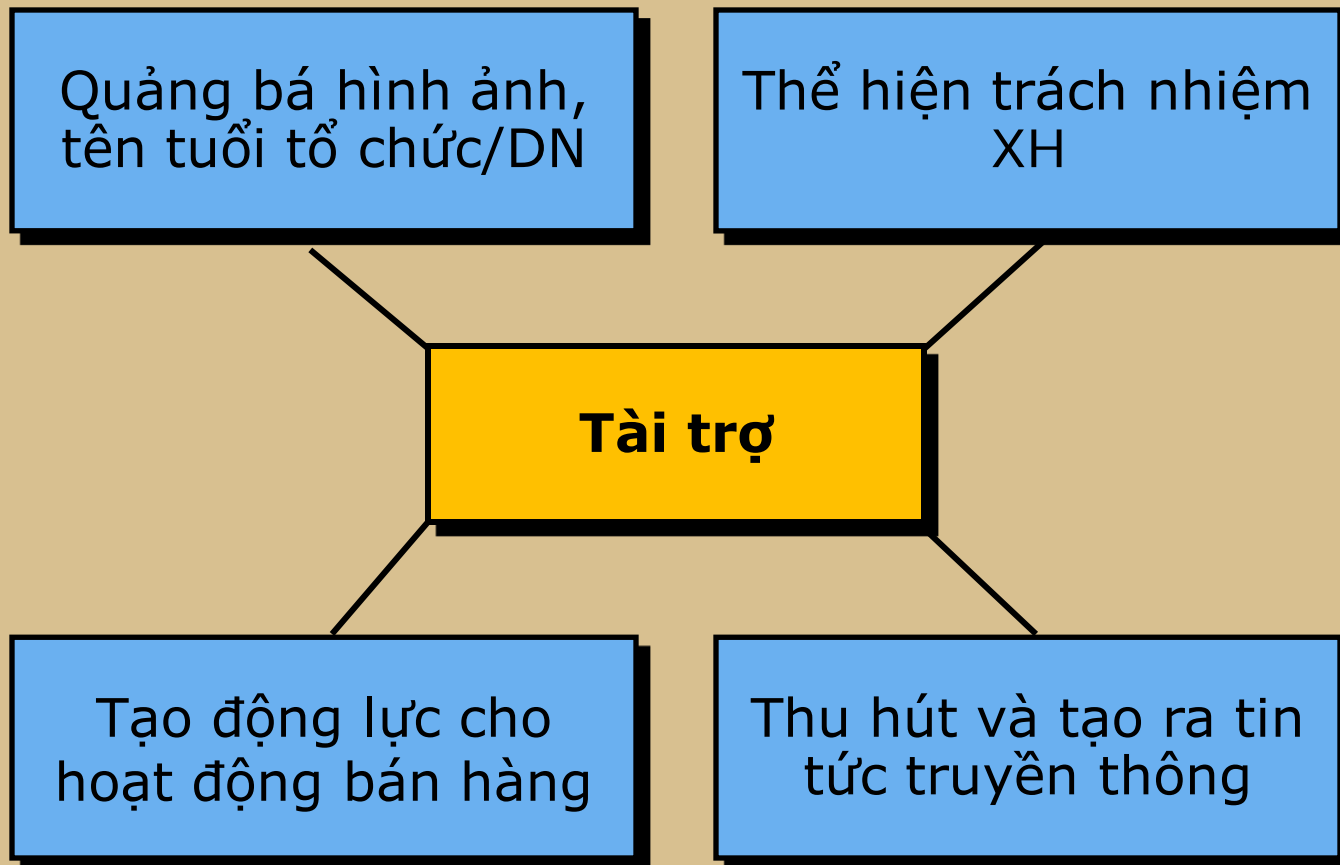 Quảng bá hình ảnh,
tên tuổi tổ chức/DN
Thể hiện trách nhiệm
XH
Tài trợ
Tạo động lực cho
hoạt động bán hàng
Thu hút và tạo ra tin
tức truyền thông